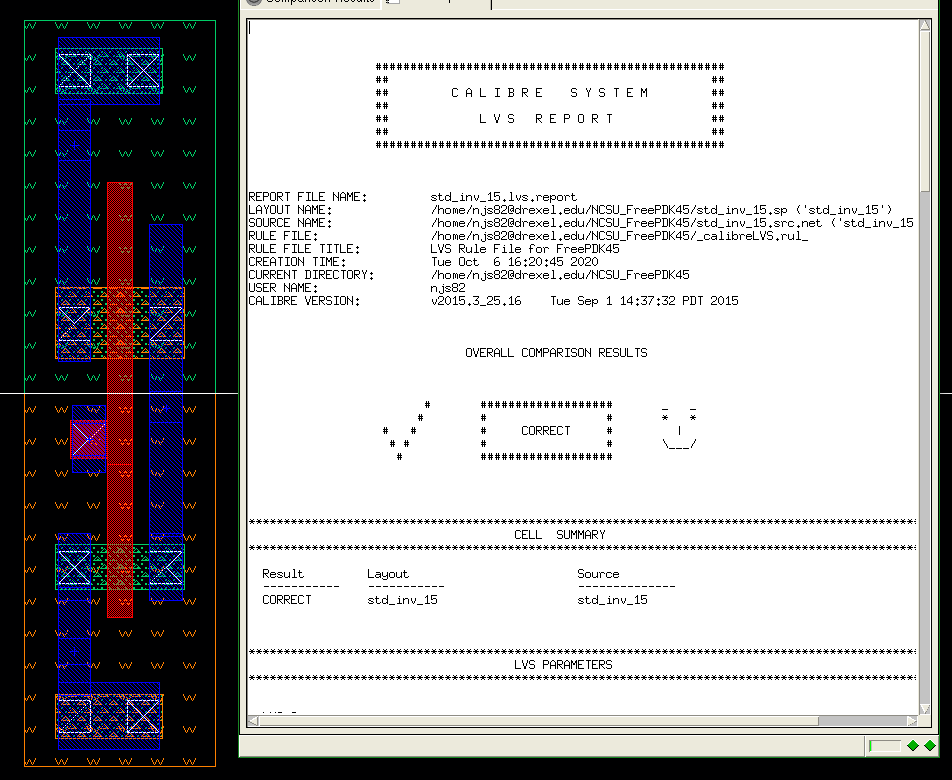 CALIBRE SYSTEM
LVS REPORT
REPORT FILE NAME: std_inv_15.lvs.report
LAYOUT NAME: /home/njs82@drexel.edu/NCSU_FreePDK45/std_inv_15.sp ('std_inv_15')
SOURCE NAME: /home/njs82@drexel.edu/NCSU_FreePDK45/std_inv_15.src.net ('std_inv_15
RULE FILE: /home/njs82@drexel.edu/NCSU_FreePDK45/_calibreLVS.rul_
RULE FILE TITLE: LVS Rule File for FreePDK45
CREATION TIME: Tue Oct 6 16:20:45 2020
CURRENT DIRECTORY: /home/njs82@drexel.edu/NCSU_FreePDK45
USER NAME: njs82
CALIBRE VERSION: v2015.3_25.16 Tue Sep 1 14:37:32 PDT 2015
OVERALL COMPARISON RESULTS
CORRECT
CELL SUMMARY
Result Layout Source
CORRECT std_inv_15 std_inv_15
LVS PARAMETERS